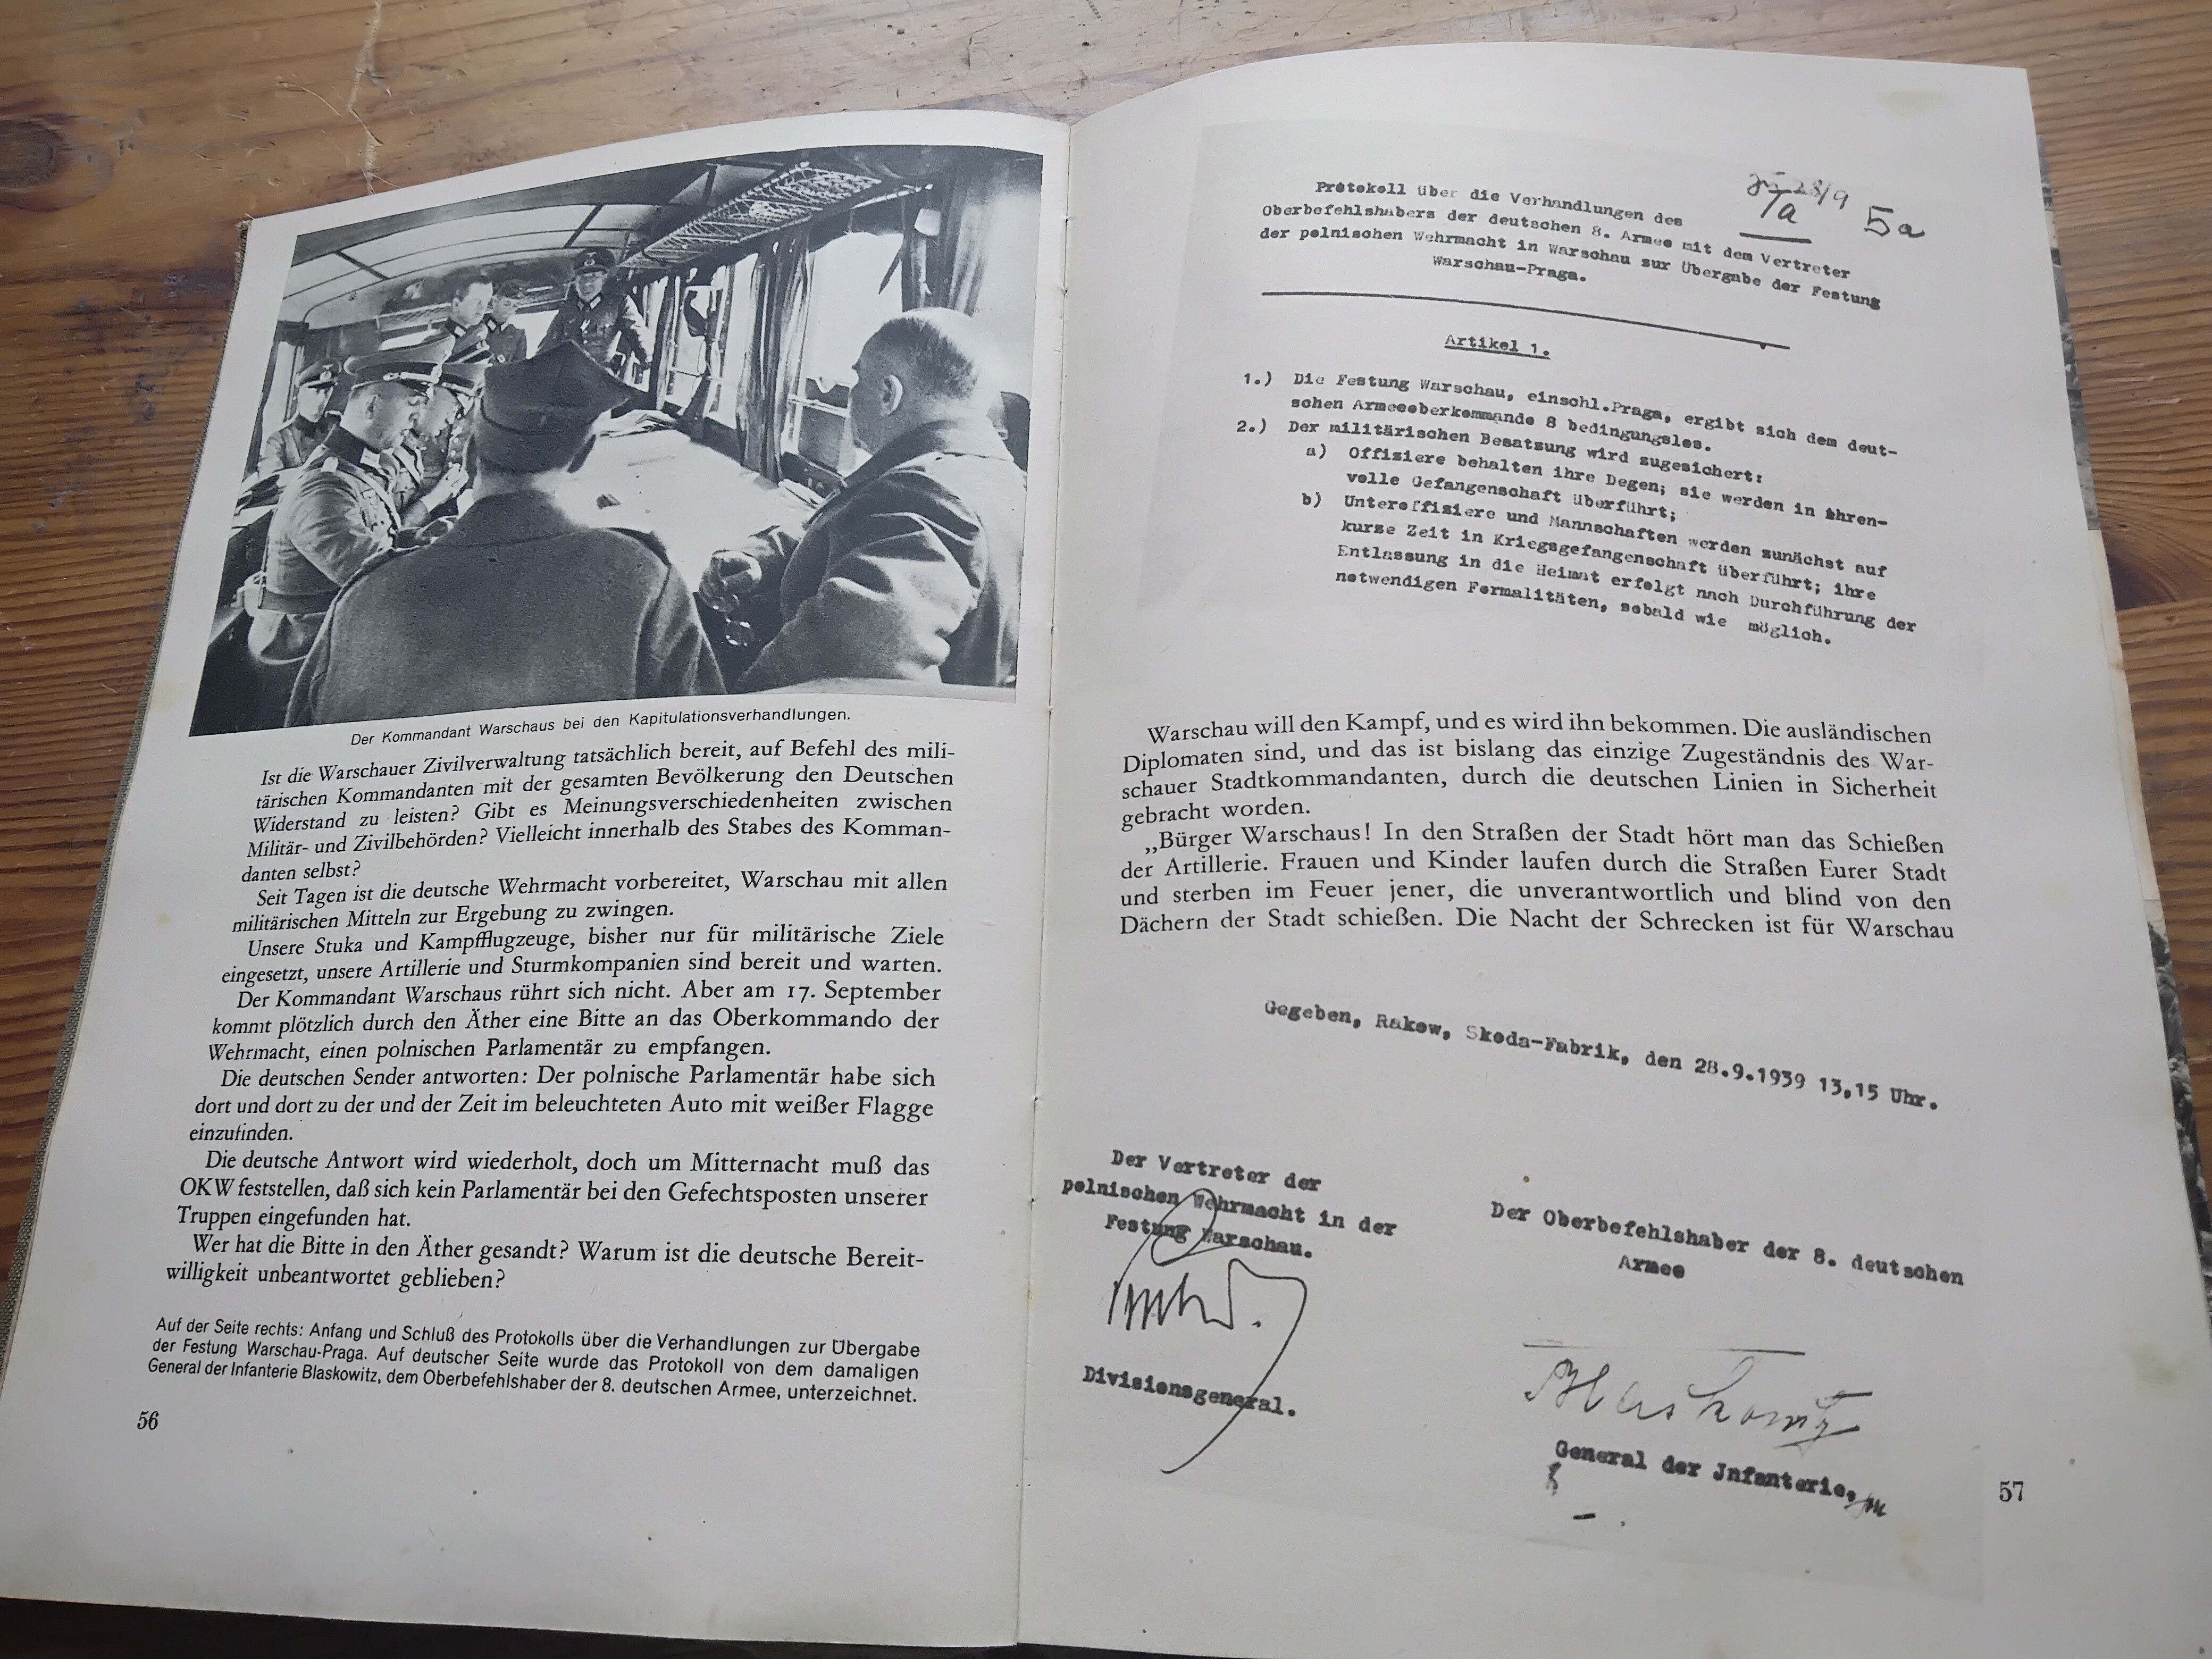 Der Kommandant Warschaus bei den Kapitulationsverhandlungen.
Ist die Warschauer Zivilverwaltung tatsächlich bereit, auf Befehl des mili-
tärischen Kommandanten mit der gesamten Bevölkerung den Deutschen
Widerstand zu leisten? Gibt es Meinungsverschiedenheiten zwischen
Militär- und Zivilbehörden? Vielleicht innerhalb des Stabes des Komman-
danten selbst?
Seit Tagen ist die deutsche Wehrmacht vorbereitet, Warschau mit allen
militärischen Mitteln zur Ergebung zu zwingen.
Unsere Stuka und Kampfflugzeuge, bisher nur für militärische Ziele
eingesetzt, unsere Artillerie und Sturmkompanien sind bereit und warten.
Der Kommandant Warschaus rührt sich nicht. Aber am 17. September
kommt plötzlich durch den Äther eine Bitte an das Oberkommando der
Wehrmacht, einen polnischen Parlamentär zu empfangen.
Die deutschen Sender antworten: Der polnische Parlamentär habe sich
dort und dort zu der und der Zeit im beleuchteten Auto mit weißer Flagge
einzufinden.
Die deutsche Antwort wird wiederholt, doch um Mitternacht muß das
OKW feststellen, daß sich kein Parlamentär bei den Gefechtsposten unserer
Truppen eingefunden hat.
Wer hat die Bitte in den Äther gesandt? Warum ist die deutsche Bereit-
willigkeit unbeantwortet geblieben?
Auf der Seite rechts: Anfang und Schluß des Protokolls über die Verhandlungen zur Übergabe
der Festung Warschau-Praga. Auf deutscher Seite wurde das Protokoll von dem damaligen
General der Infanterie Blaskowitz, dem Oberbefehlshaber der 8. deutschen Armee, unterzeichnet.
56
28/9
Ia
5a
Protokoll über die Verhandlungen des
Oberbefehlshabers der deutschen 8. Armee mit dem Vertreter
der polnischen Wehrmacht in Warschau zur Übergabe der Festung
Warschau-Praga.
Artikel 1.
1.) Die Festung Warschau, einschl.Praga, ergibt sich dem deut-
schen Armeeoberkommando 8 bedingungslos.
2.) Der militärischen Besatzung wird zugesichert:
a) Offiziere behalten ihre Degen; sie werden in ehren-
volle Gefangenschaft überführt;
b) Unteroffiziere und Mannschaften werden zunächst auf
kurze Zeit in Kriegsgefangenschaft überführt; ihre
Entlassung in die Heimat erfolgt nach Durchführung der
notwendigen Formalitäten, sobald wie möglich.
Warschau will den Kampf, und es wird ihn bekommen. Die ausländischen
Diplomaten sind, und das ist bislang das einzige Zugeständnis des War-
schauer Stadtkommandanten, durch die deutschen Linien in Sicherheit
gebracht worden.
„Bürger Warschaus! In den Straßen der Stadt hört man das Schießen
der Artillerie. Frauen und Kinder laufen durch die Straßen Eurer Stadt
und sterben im Feuer jener, die unverantwortlich und blind von den
Dächern der Stadt schießen. Die Nacht der Schrecken ist für Warschau
Gegeben, Rakow, Skoda-Fabrik, den 28.9.1939 13,15 Uhr.
Der Vertreter der
polnischen Wehrmacht in der
Festung Warschau.
Divisionsgeneral.
Der Oberbefehlshaber der 8. deutschen
Armee
Blaskowitz
General der Jnfanterie.
57